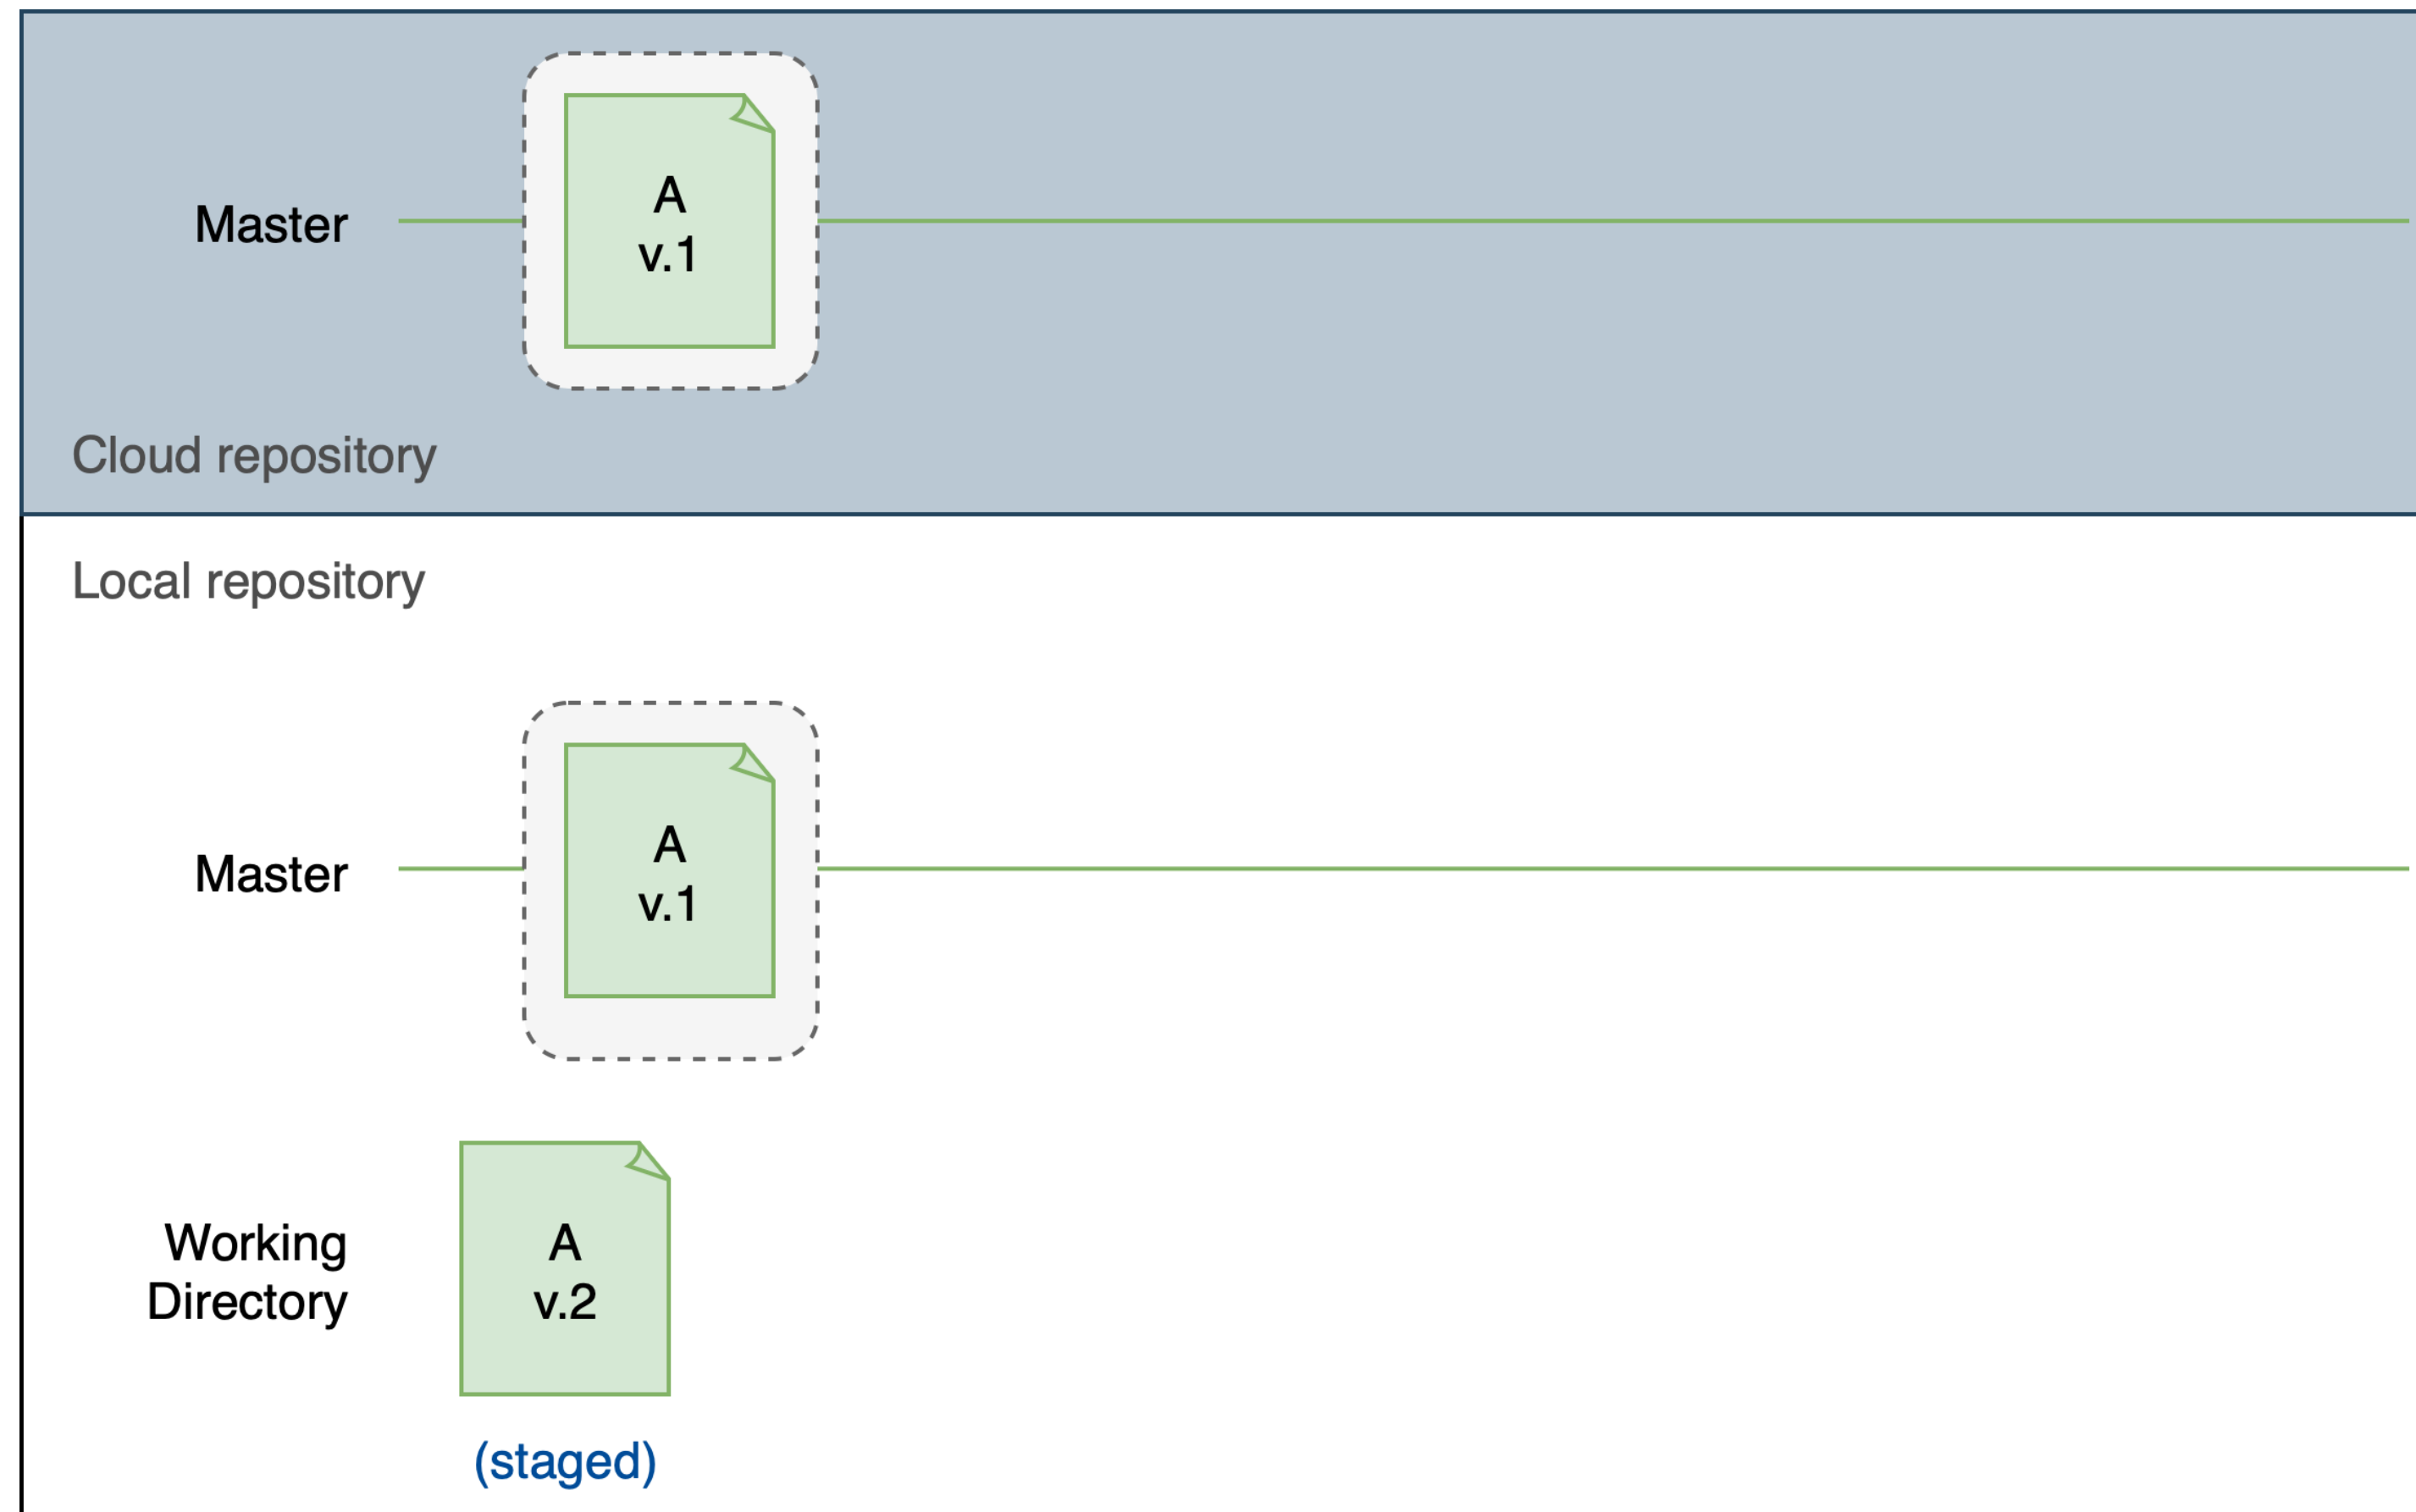 A
v.1
Master
Cloud repository
Local repository
A
v.1
Master
Working
Directory
A
v.2
(staged)